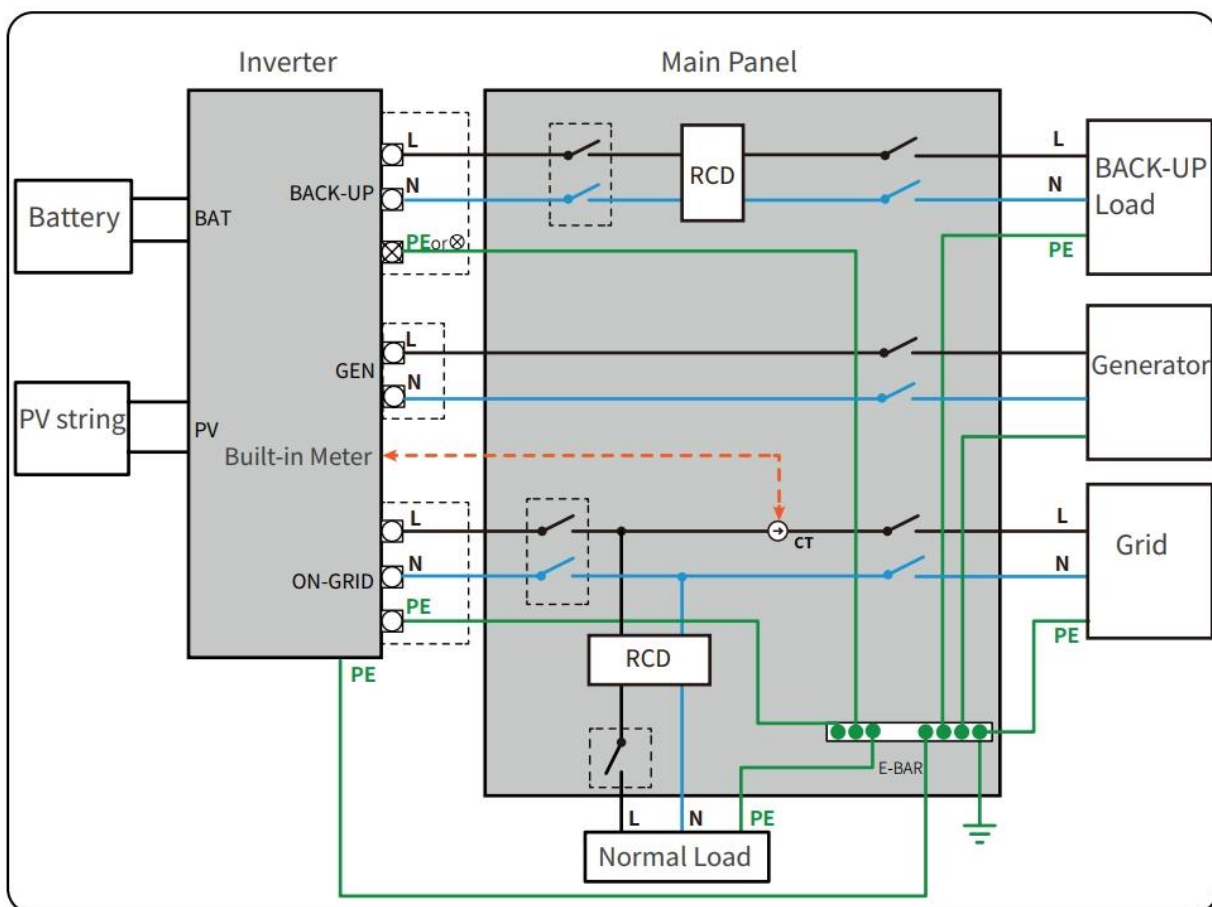 Inverter
Main Panel
L
N
PEor⊗
BACK-UP
BAT
Battery
RCD
L
N
PE
BACK-UP
Load
L
N
GEN
Generator
PV string
PV
Built-in Meter
L
N
PE
ON-GRID
CT
L
N
PE
Grid
RCD
PE
E-BAR
L
N
PE
Normal Load